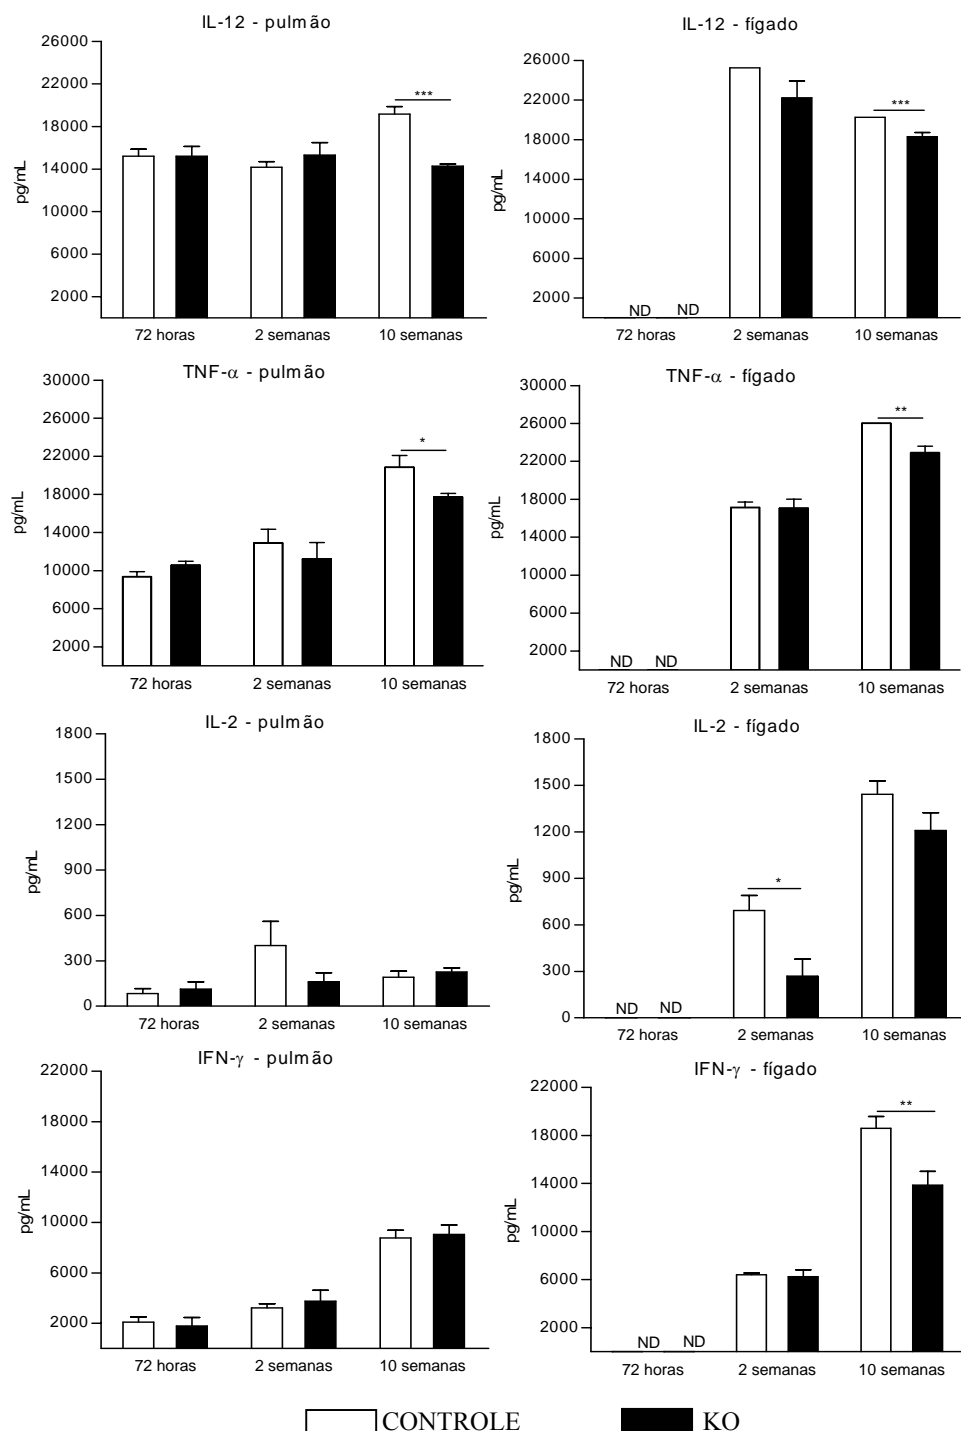 IL-12 - pulmão
26000
22000
18000
14000
10000
6000
2000
pg/mL
***
72 horas
2 semanas
10 semanas
IL-12 - fígado
26000
22000
18000
14000
10000
6000
2000
pg/mL
***
ND
ND
72 horas
2 semanas
10 semanas
TNF-α - pulmão
30000
26000
22000
18000
14000
10000
6000
2000
pg/mL
*
72 horas
2 semanas
10 semanas
TNF-α - fígado
30000
26000
22000
18000
14000
10000
6000
2000
pg/mL
**
ND
ND
72 horas
2 semanas
10 semanas
IL-2 - pulmão
1800
1500
1200
900
600
300
0
pg/mL
72 horas
2 semanas
10 semanas
IL-2 - fígado
1800
1500
1200
900
600
300
0
pg/mL
*
ND
ND
72 horas
2 semanas
10 semanas
IFN-γ - pulmão
22000
18000
14000
10000
6000
2000
pg/mL
72 horas
2 semanas
10 semanas
IFN-γ - fígado
22000
18000
14000
10000
6000
2000
pg/mL
**
ND
ND
72 horas
2 semanas
10 semanas
CONTROLE
KO